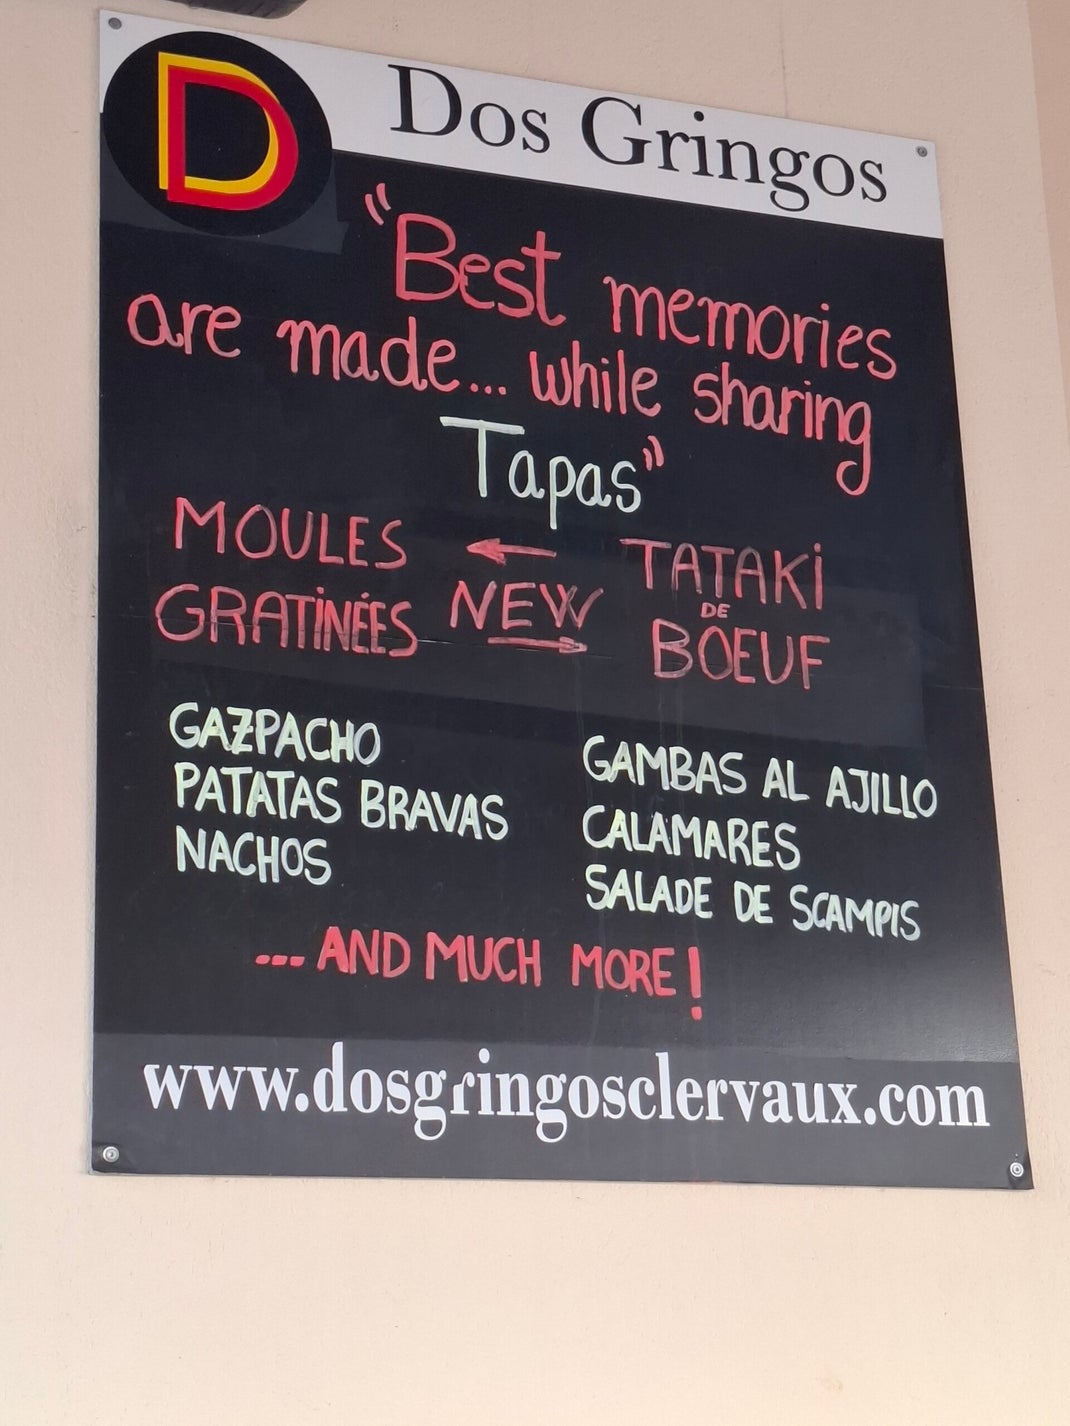 D Dos Gringos
"Best memories
are made... while sharing
Tapas"
MOULES ← TATAKI
GRATINÉES NEW → DE
BOEUF
GAZPACHO
PATATAS BRAVAS
NACHOS
GAMBAS AL AJILLO
CALAMARES
SALADE DE SCAMPIS
... AND MUCH MORE!
www.dosgringosclervaux.com